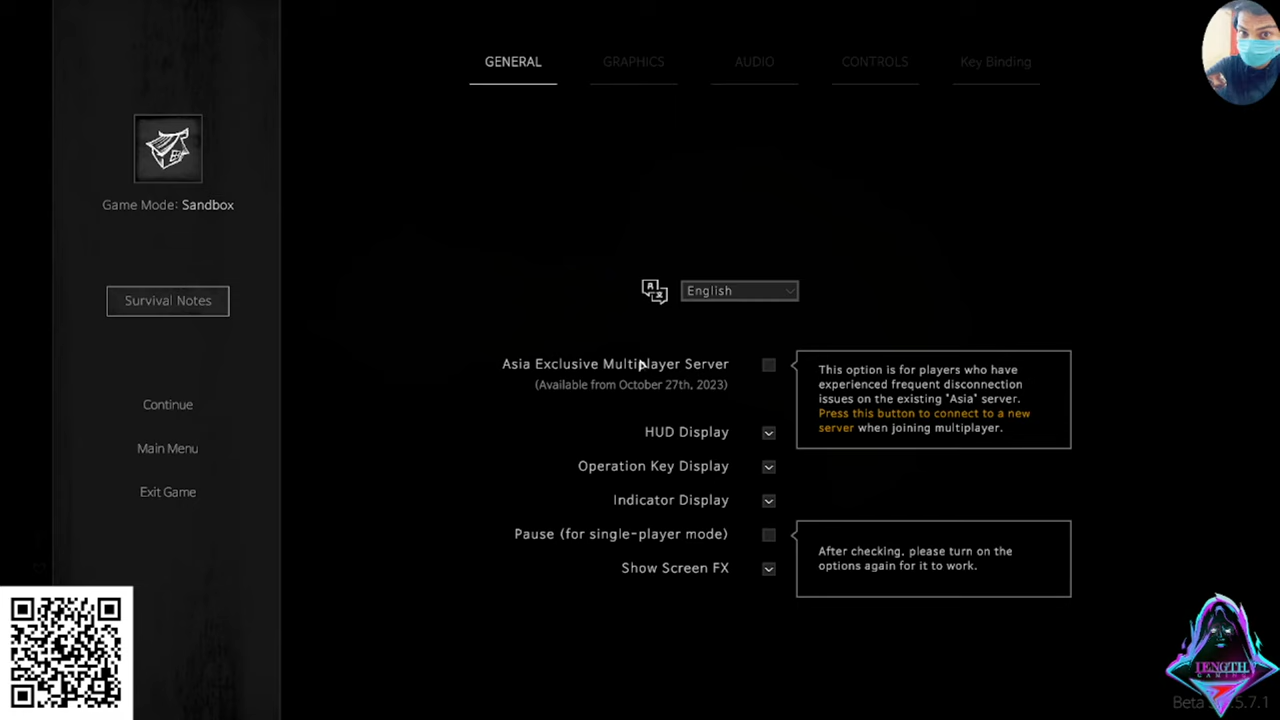 GENERAL
GRAPHICS
AUDIO
CONTROLS
Key Binding
Game Mode: Sandbox
Survival Notes
Continue
Main Menu
Exit Game
English
Asia Exclusive Multiplayer Server
(Available from October 27th, 2023)
This option is for players who have
experienced frequent disconnection
issues on the existing "Asia" server.
Press this button to connect to a new
server when joining multiplayer.
HUD Display
Operation Key Display
Indicator Display
Pause (for single-player mode)
After checking, please turn on the
options again for it to work.
Show Screen FX
LENGTHY
GAMING
Beta
5.7.1